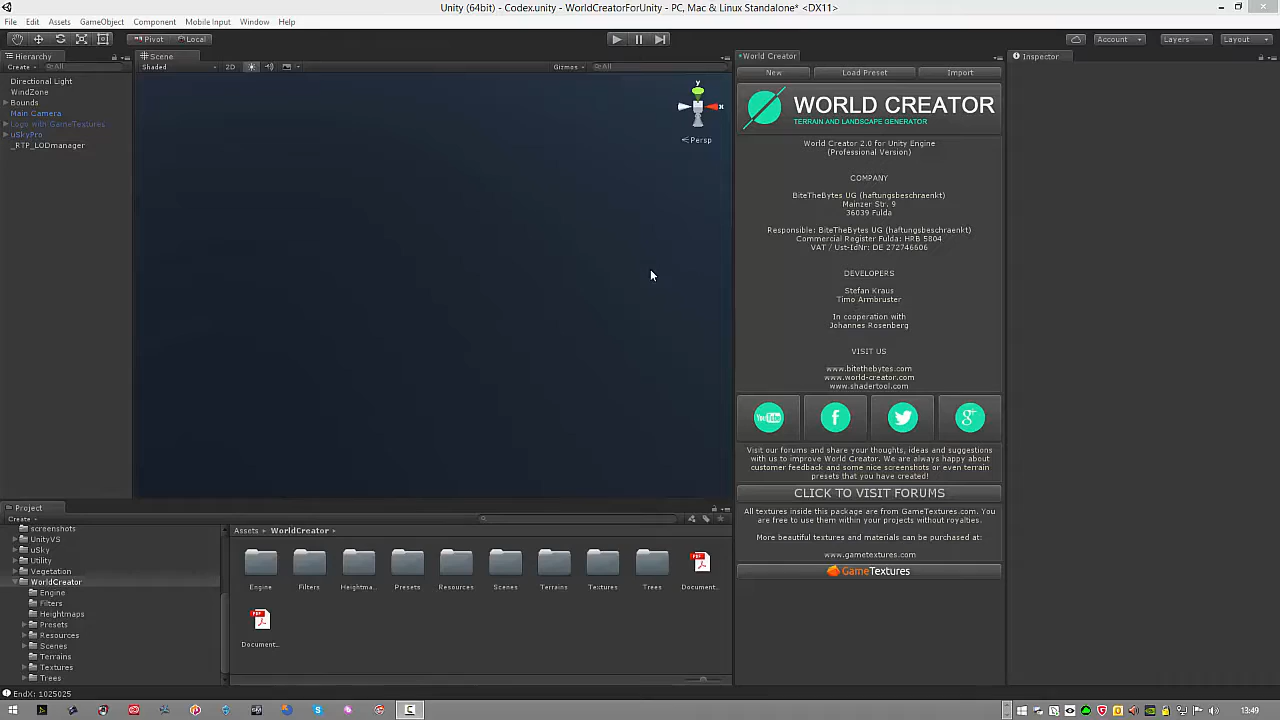 Unity (64bit) - Codex.unity - WorldCreatorForUnity - PC, Mac & Linux Standalone* <DX11>
File Edit Assets GameObject Component Mobile Input Window Help
Pivot Local Account Layers Layout
Hierarchy
Scene
World Creator
Inspector
Create All
Shaded 2D Gizmos All
New Load Preset Import
Directional Light
WindZone
Bounds
Main Camera
Logo with GameTextures
uSkyPro
_RTP_LODmanager
y
x
Persp
WORLD CREATOR
TERRAIN AND LANDSCAPE GENERATOR
World Creator 2.0 for Unity Engine
(Professional Version)
COMPANY
BiteTheBytes UG (haftungsbeschraenkt)
Mainzer Str. 9
36039 Fulda
Responsible: BiteTheBytes UG (haftungsbeschraenkt)
Commercial Register Fulda: HRB 5804
VAT / Ust-IdNr: DE 272746606
DEVELOPERS
Stefan Kraus
Timo Armbruster
In cooperation with
Johannes Rosenberg
VISIT US
www.bitethebytes.com
www.world-creator.com
www.shadertool.com
You Tube f g+
Visit our forums and share your thoughts, ideas and suggestions
with us to improve World Creator. We are always happy about
customer feedback and some nice screenshots or even terrain
presets that you have created!
CLICK TO VISIT FORUMS
All textures inside this package are from GameTextures.com. You
are free to use them within your projects without royalties.
More beautiful textures and materials can be purchased at:
www.gametextures.com
GameTextures
Project
Create
screenshots
UnityVS
uSky
Utility
Vegetation
WorldCreator
Engine
Filters
Heightmaps
Presets
Resources
Scenes
Terrains
Textures
Trees
Assets WorldCreator
Engine Filters Heightma... Presets Resources Scenes Terrains Textures Trees Document...
Document...
EndX: 1025025
13:49